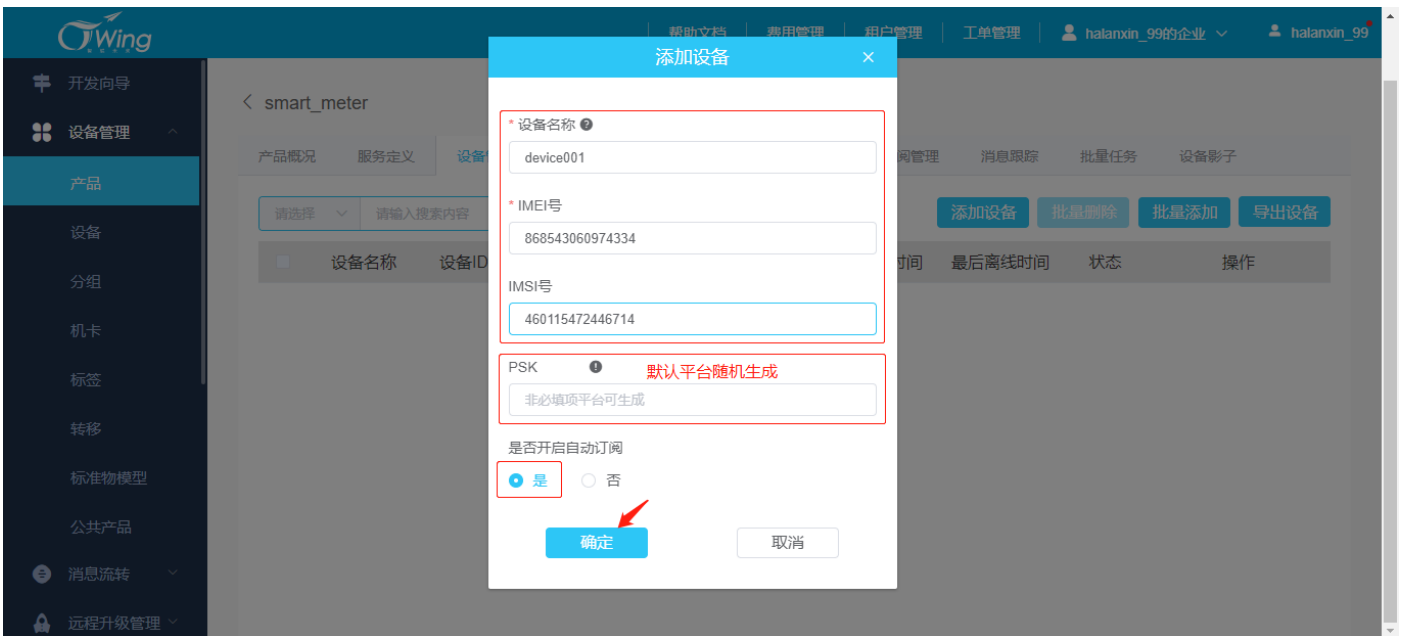 CTWing
帮助文档 费用管理 租户管理 工单管理 halanxin_99的企业 halanxin_99
开发向导
设备管理
产品
设备
分组
机卡
标签
转移
标准物模型
公共产品
消息流转
远程升级管理
smart_meter
产品概况 服务定义 设备 阅管理 消息跟踪 批量任务 设备影子
请选择 请输入搜索内容 添加设备 批量删除 批量添加 导出设备
设备名称 设备ID 时间 最后离线时间 状态 操作
添加设备 ×
* 设备名称
device001
* IMEI号
868543060974334
IMSI号
460115472446714
PSK 默认平台随机生成
非必填项平台可生成
是否开启自动订阅
是 否
确定 取消